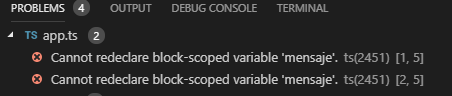 PROBLEMS 4 OUTPUT DEBUG CONSOLE TERMINAL
TS app.ts 2
Cannot redeclare block-scoped variable 'mensaje'. ts(2451) [1, 5]
Cannot redeclare block-scoped variable 'mensaje'. ts(2451) [2, 5]